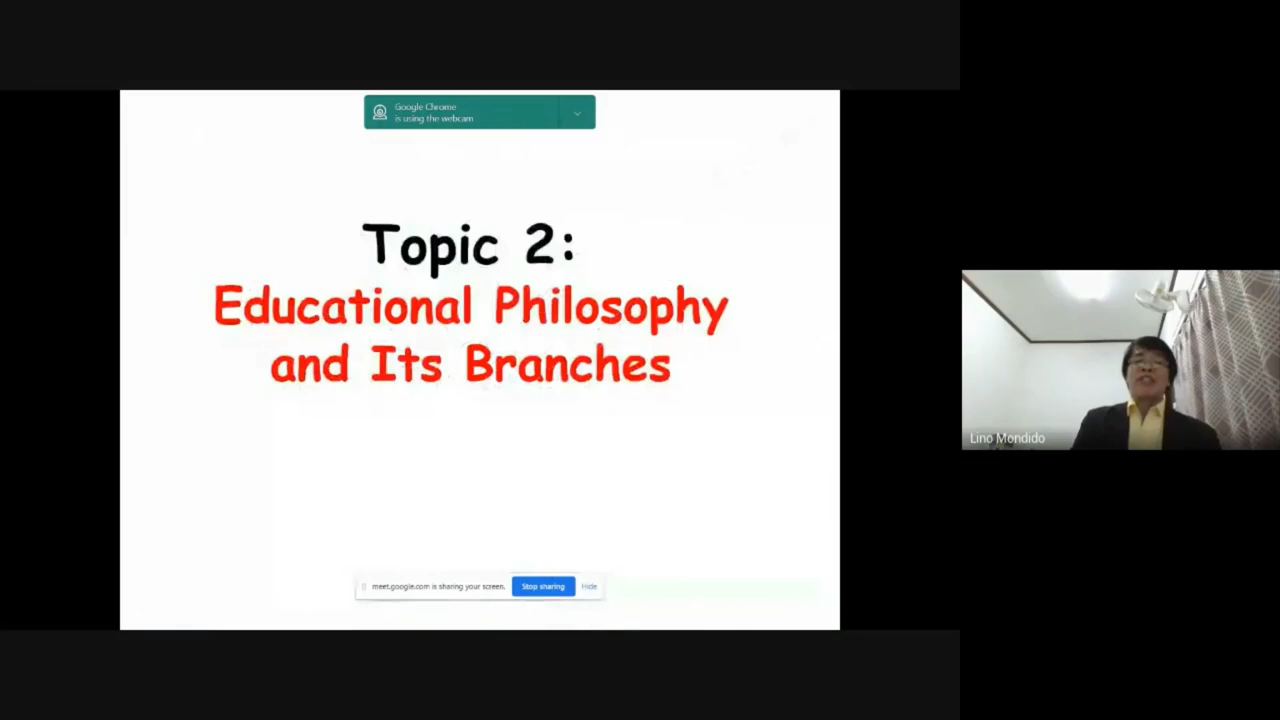 Google Chrome
is using the webcam
Topic 2:
Educational Philosophy
and Its Branches
Lino Mondido
meet.google.com is sharing your screen.
Stop sharing
Hide